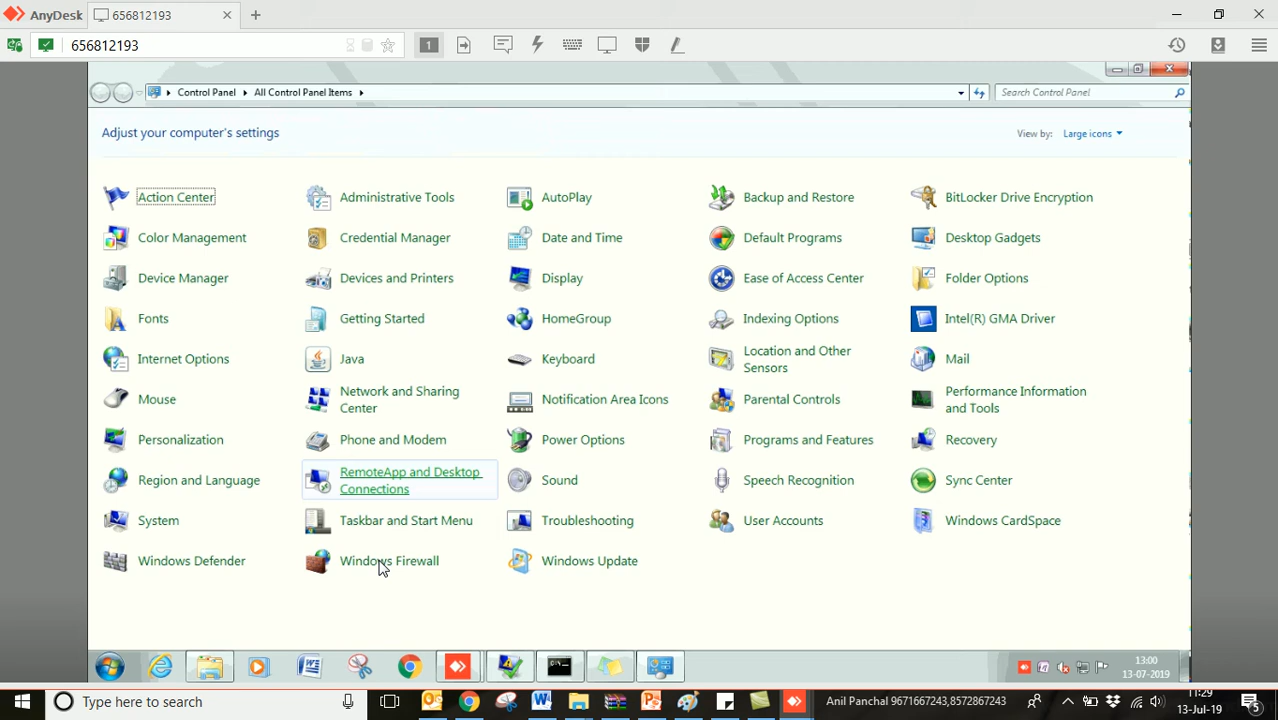 AnyDesk
656812193
656812193
1
Control Panel
All Control Panel Items
Search Control Panel
Adjust your computer's settings
View by:
Large icons
Action Center
Administrative Tools
AutoPlay
Backup and Restore
BitLocker Drive Encryption
Color Management
Credential Manager
Date and Time
Default Programs
Desktop Gadgets
Device Manager
Devices and Printers
Display
Ease of Access Center
Folder Options
Fonts
Getting Started
HomeGroup
Indexing Options
Intel(R) GMA Driver
Internet Options
Java
Keyboard
Location and Other
Sensors
Mail
Mouse
Network and Sharing
Center
Notification Area Icons
Parental Controls
Performance Information
and Tools
Personalization
Phone and Modem
Power Options
Programs and Features
Recovery
Region and Language
RemoteApp and Desktop
Connections
Sound
Speech Recognition
Sync Center
System
Taskbar and Start Menu
Troubleshooting
User Accounts
Windows CardSpace
Windows Defender
Windows Firewall
Windows Update
13:00
13-07-2019
Type here to search
Anil Panchal 9671667243,8572867243
11:29
13-Jul-19
5